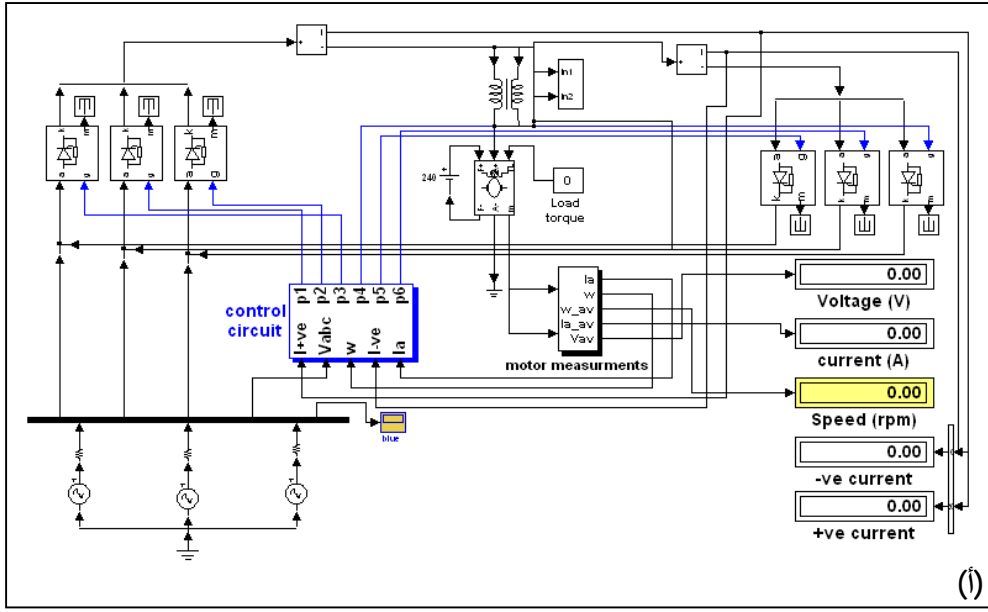 i
+
-
i
+
-
In1
In2
k
m
k
m
k
m
a
g
a
g
a
g
240
+
0
Load
torque
F-
A-
m
a
g
a
g
a
g
k
m
k
m
k
m
control
circuit
p1
p2
p3
p4
p5
p6
I+ve
Vabc
w
I-ve
Ia
Ia
w
w_av
Ia_av
Vav
motor measurments
0.00
Voltage (V)
0.00
current (A)
0.00
Speed (rpm)
0.00
-ve current
0.00
+ve current
blue
(أ)